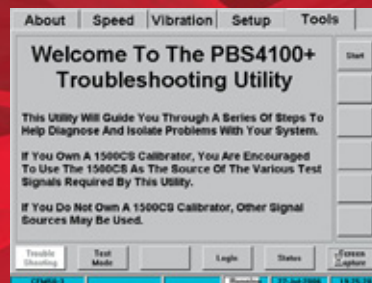 About Speed Vibration Setup Tools
Welcome To The PBS4100+
Troubleshooting Utility
Start
This Utility Will Guide You Through A Series Of Steps To
Help Diagnose And Isolate Problems With Your System.
If You Own A 1500CS Calibrator, You Are Encouraged
To Use The 1500CS As The Source Of The Various Test
Signals Required By This Utility.
If You Do Not Own A 1500CS Calibrator, Other Signal
Sources May Be Used.
Trouble Test Login Status Screen
Shooting Mode Capture